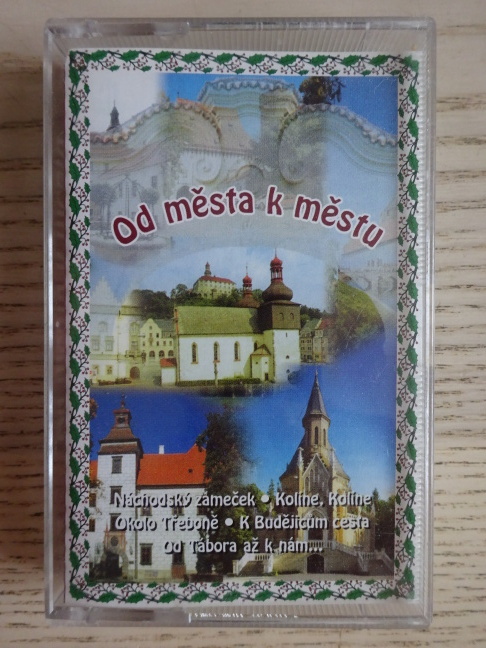 Od města k městu
Náchodský zámeček • Kolíne, Kolíne
Okolo Třeboně • K Budějicům cesta
Od Tábora až k nám...